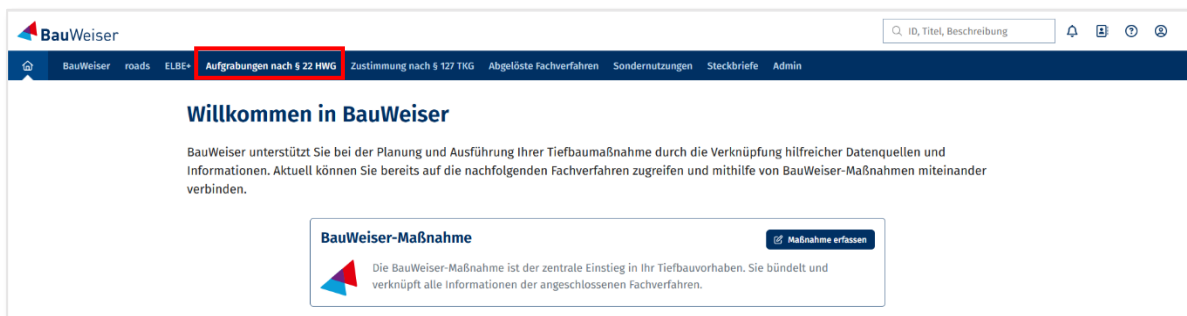 BauWeiser
ID, Titel, Beschreibung
BauWeiser roads ELBE+ Aufgrabungen nach § 22 HWG Zustimmung nach § 127 TKG Abgelöste Fachverfahren Sondernutzungen Steckbriefe Admin
Willkommen in BauWeiser
BauWeiser unterstützt Sie bei der Planung und Ausführung Ihrer Tiefbaumaßnahme durch die Verknüpfung hilfreicher Datenquellen und
Informationen. Aktuell können Sie bereits auf die nachfolgenden Fachverfahren zugreifen und mithilfe von BauWeiser-Maßnahmen miteinander
verbinden.
BauWeiser-Maßnahme
Maßnahme erfassen
Die BauWeiser-Maßnahme ist der zentrale Einstieg in Ihr Tiefbauvorhaben. Sie bündelt und
verknüpft alle Informationen der angeschlossenen Fachverfahren.